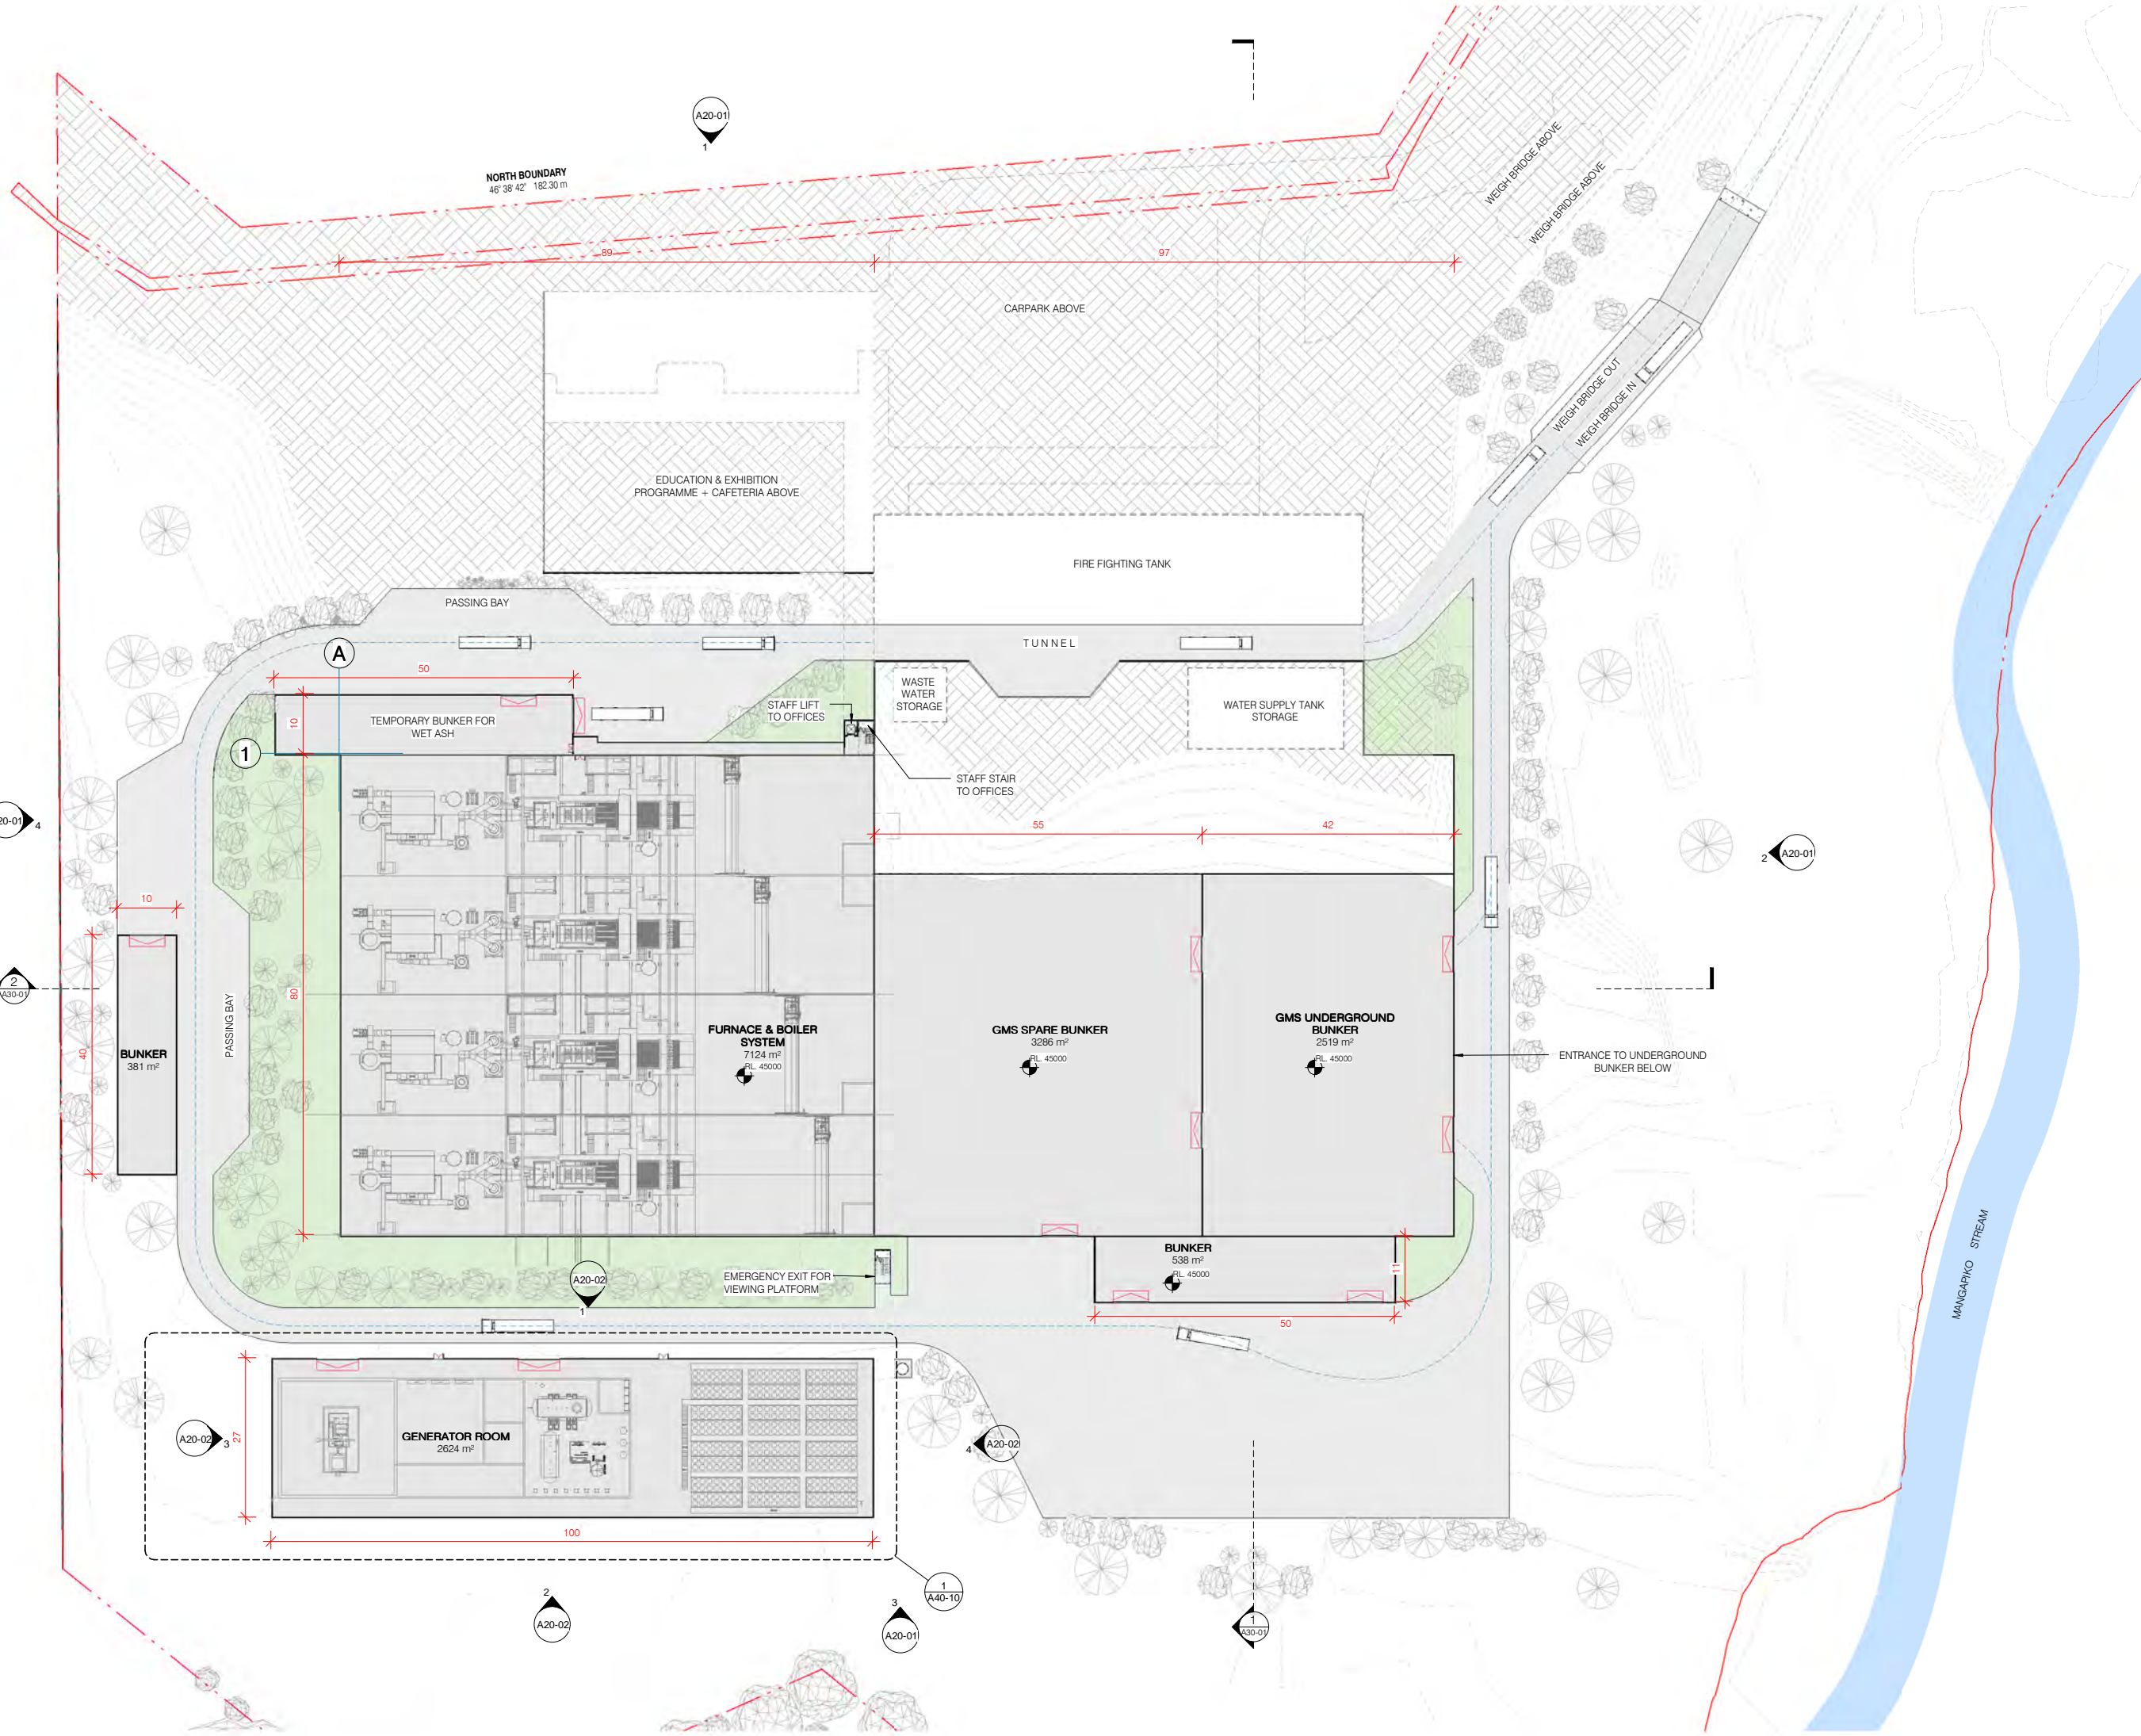 A20-01
1
NORTH BOUNDARY
46° 38' 42" 182.30 m
WEIGH BRIDGE ABOVE
WEIGH BRIDGE ABOVE
89
97
CARPARK ABOVE
WEIGH BRIDGE OUT
WEIGH BRIDGE IN
EDUCATION & EXHIBITION
PROGRAMME + CAFETERIA ABOVE
FIRE FIGHTING TANK
PASSING BAY
TUNNEL
A
50
WASTE
WATER
STORAGE
STAFF LIFT
TO OFFICES
WATER SUPPLY TANK
STORAGE
10
TEMPORARY BUNKER FOR
WET ASH
1
STAFF STAIR
TO OFFICES
20-01
4
55
42
2
A20-01
10
2
A30-01
80
PASSING BAY
40
BUNKER
381 m²
FURNACE & BOILER
SYSTEM
7124 m²
RL. 45000
GMS SPARE BUNKER
3286 m²
RL. 45000
GMS UNDERGROUND
BUNKER
2519 m²
RL. 45000
ENTRANCE TO UNDERGROUND
BUNKER BELOW
MANGAPIKO STREAM
BUNKER
538 m²
RL. 45000
11
A20-02
1
EMERGENCY EXIT FOR
VIEWING PLATFORM
50
A20-02
3
27
GENERATOR ROOM
2624 m²
4
A20-02
100
1
A40-10
2
A20-02
3
A20-01
1
A30-01